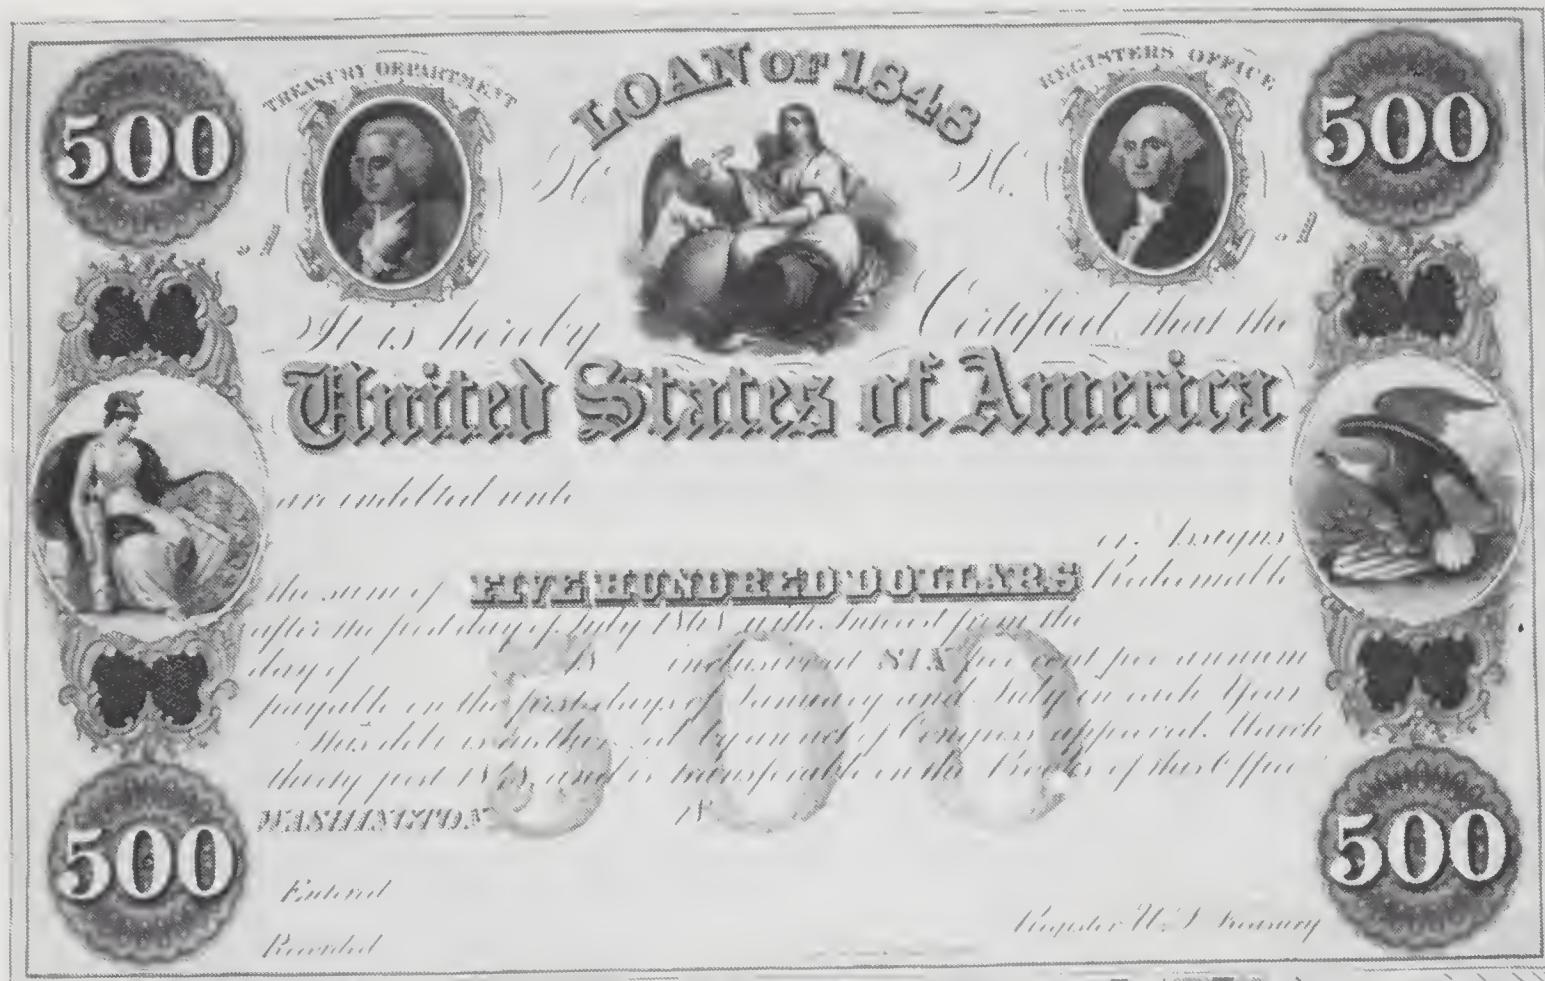 500
TREASURY DEPARTMENT
LOAN OF 1848
REGISTERS OFFICE
500
It is hereby Certified that the
United States of America
are indebted unto
or Assigns
the sum of FIVE HUNDRED DOLLARS Redeemable
after the first day of July 1868 with Interest from the
day of 18 inclusive at SIX per cent per annum
payable on the first days of January and July in each Year
This debt is authorized by an act of Congress approved March
thirty first 1848, and is transferable on the Books of this Office
500
WASHINGTON 18
500
500
Entered
Recorded
Register U.S. Treasury